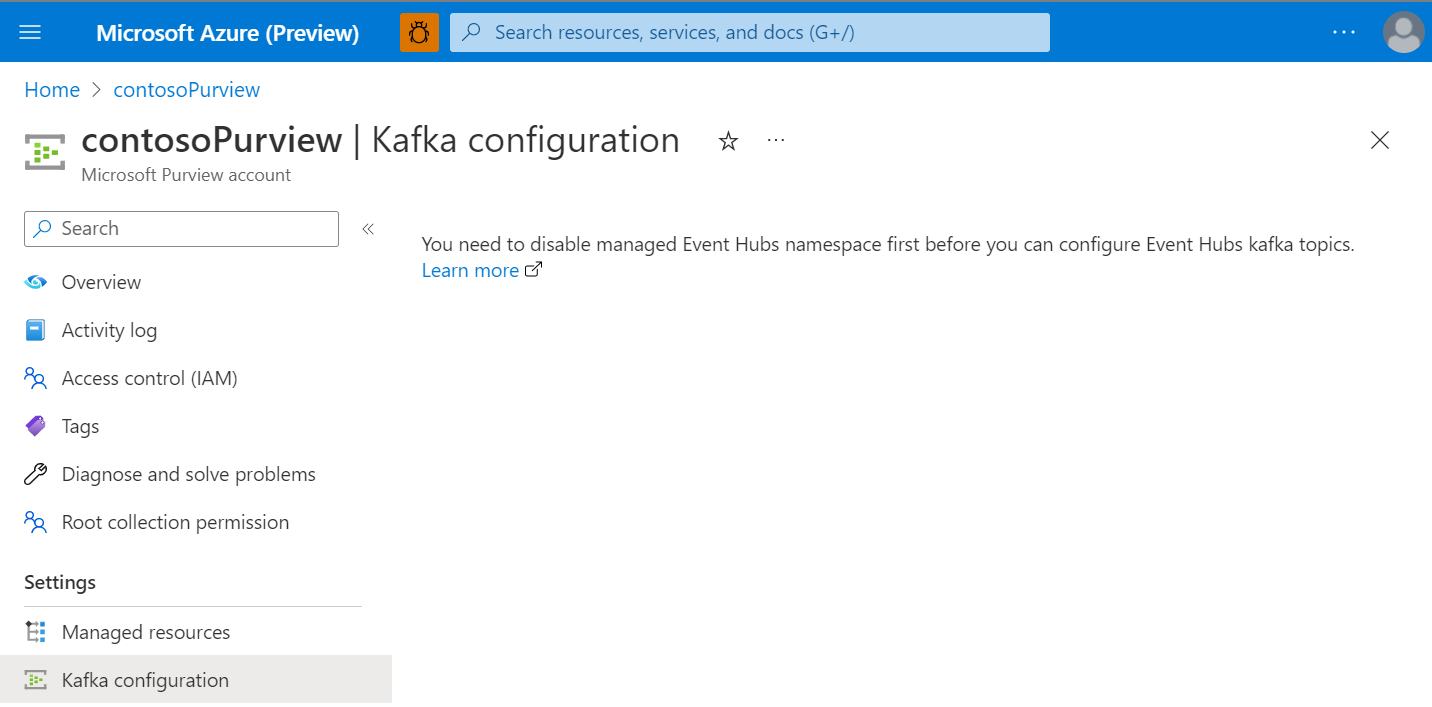 Microsoft Azure (Preview)
Search resources, services, and docs (G+/)
Home > contosoPurview
contosoPurview | Kafka configuration
Microsoft Purview account
Search
Overview
Activity log
Access control (IAM)
Tags
Diagnose and solve problems
Root collection permission
Settings
Managed resources
Kafka configuration
You need to disable managed Event Hubs namespace first before you can configure Event Hubs kafka topics.
Learn more